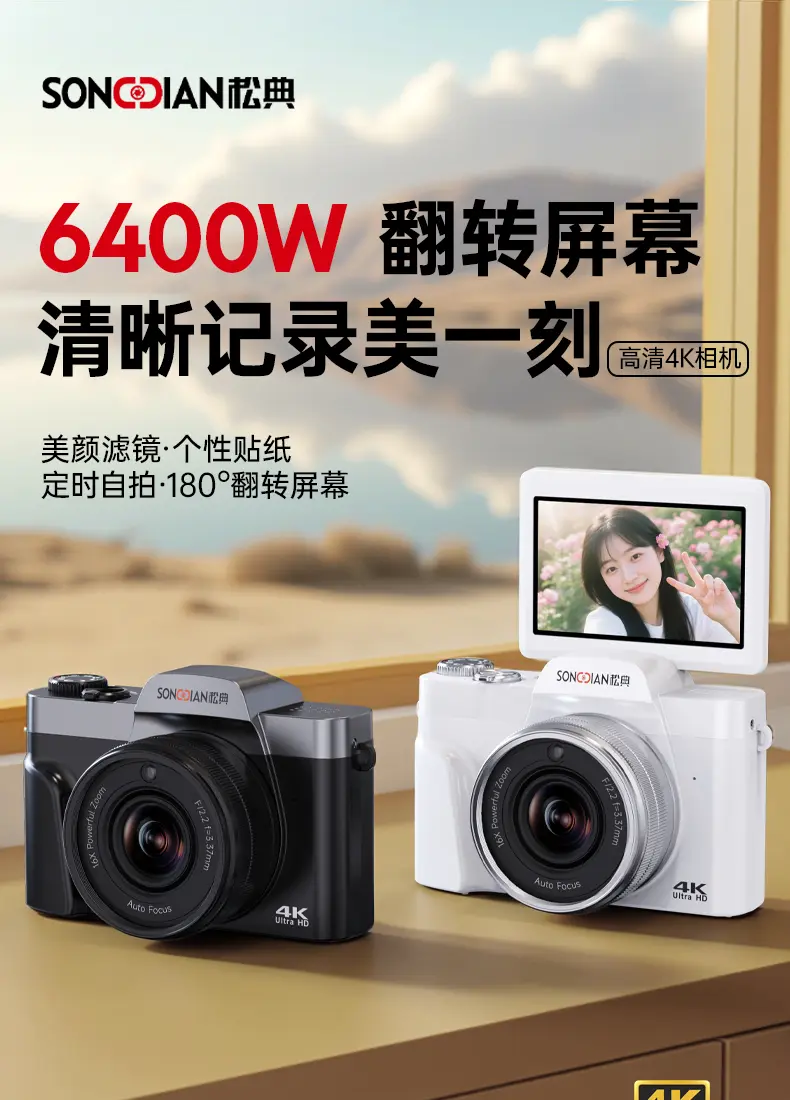 SONGDIAN松典
6400W 翻转屏幕
清晰记录美一刻
高清4K相机
美颜滤镜·个性贴纸
定时自拍·180°翻转屏幕
SONGDIAN松典
16X Powerful Zoom
F/2.2 f=3.37mm
Auto Focus
4K
Ultra HD
SONGDIAN松典
16X Powerful Zoom
F/2.2 f=3.37mm
Auto Focus
4K
Ultra HD
4K